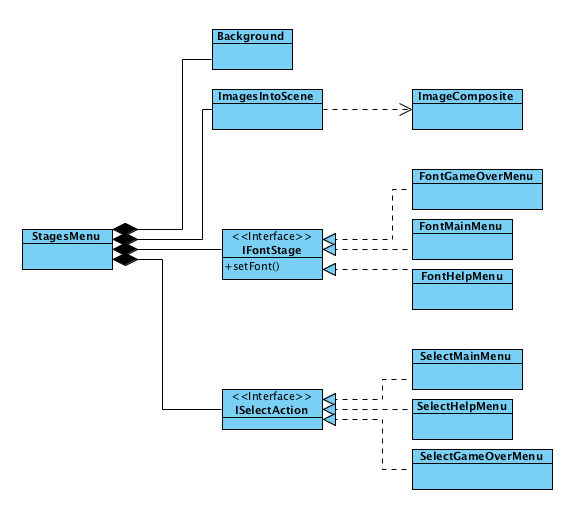 Background
ImagesIntoScene
ImageComposite
FontGameOverMenu
FontMainMenu
FontHelpMenu
StagesMenu
<<Interface>>
IFontStage
+setFont()
SelectMainMenu
SelectHelpMenu
SelectGameOverMenu
<<Interface>>
ISelectAction